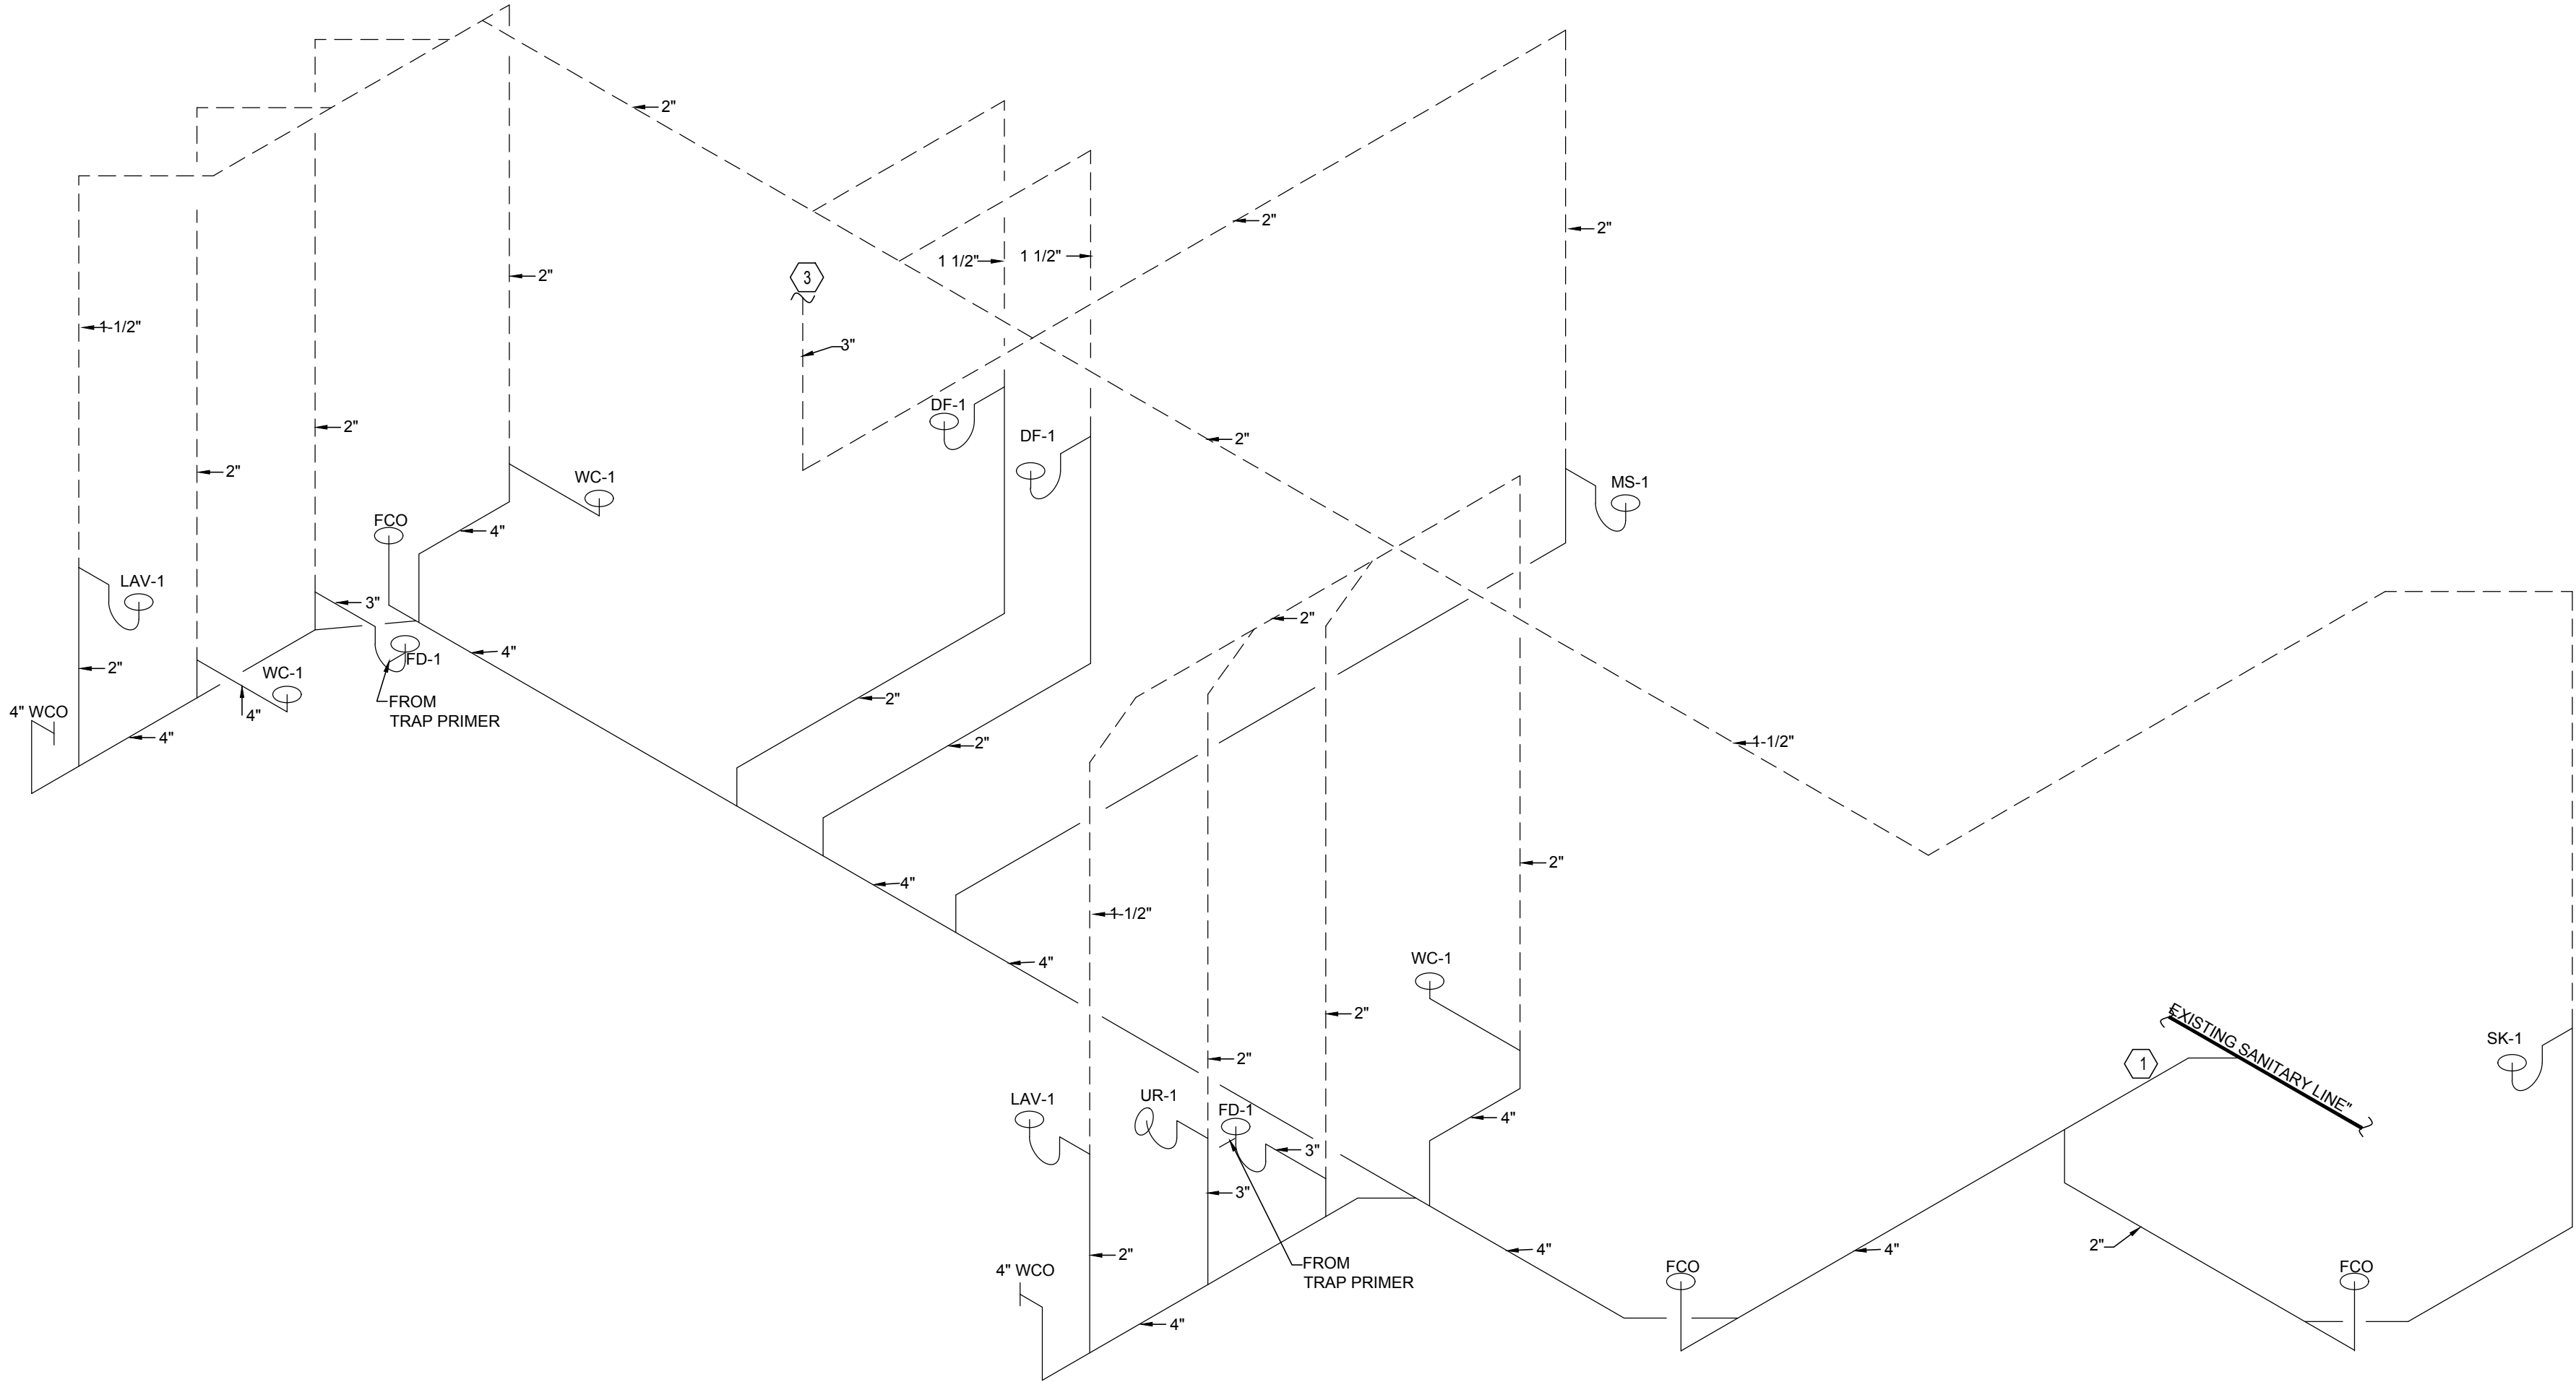 2"
2"
2"
1 1/2"
1 1/2"
2"
3
1-1/2"
3"
DF-1
2"
DF-1
2"
2"
WC-1
MS-1
FCO
4"
LAV-1
3"
2"
4"
FD-1
2"
WC-1
4"
FROM
TRAP PRIMER
2"
4" WCO
4"
2"
1-1/2"
2"
4"
1-1/2"
4"
WC-1
2"
EXISTING SANITARY LINE"
1
SK-1
2"
LAV-1
UR-1
FD-1
4"
3"
3"
2"
4"
4"
2"
FROM
TRAP PRIMER
4" WCO
FCO
FCO
4"